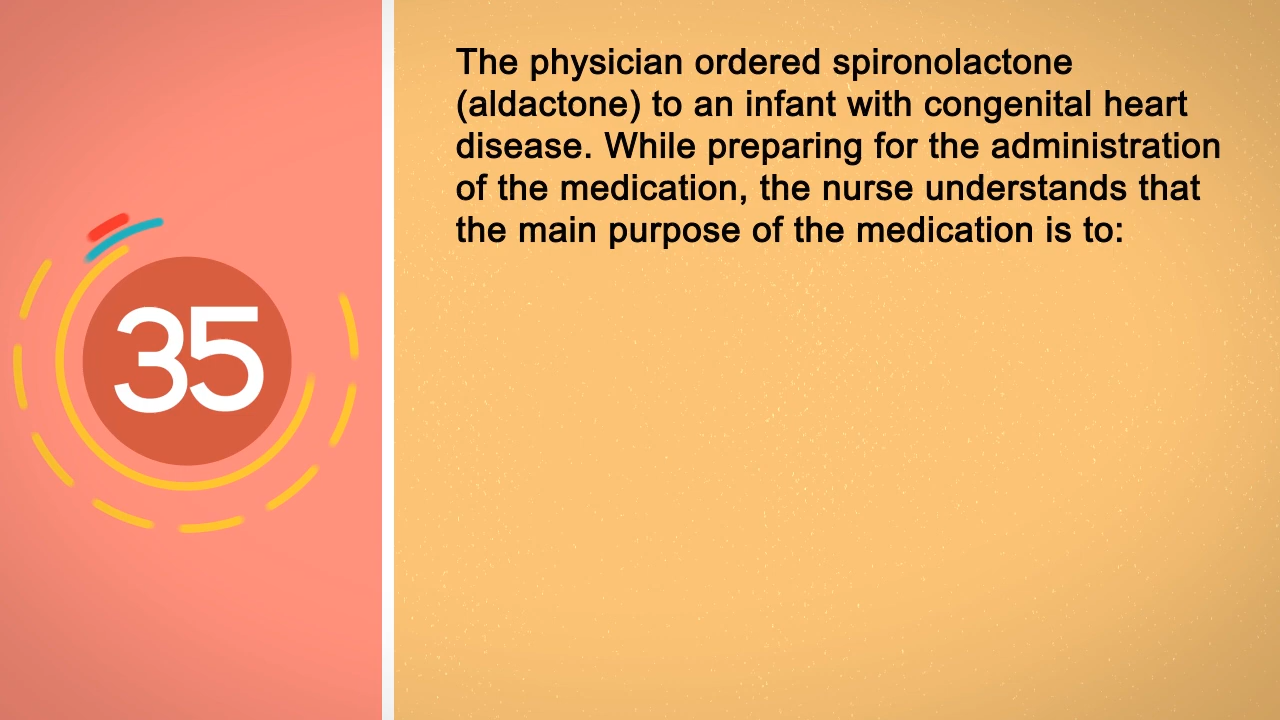 35
The physician ordered spironolactone
(aldactone) to an infant with congenital heart
disease. While preparing for the administration
of the medication, the nurse understands that
the main purpose of the medication is to: